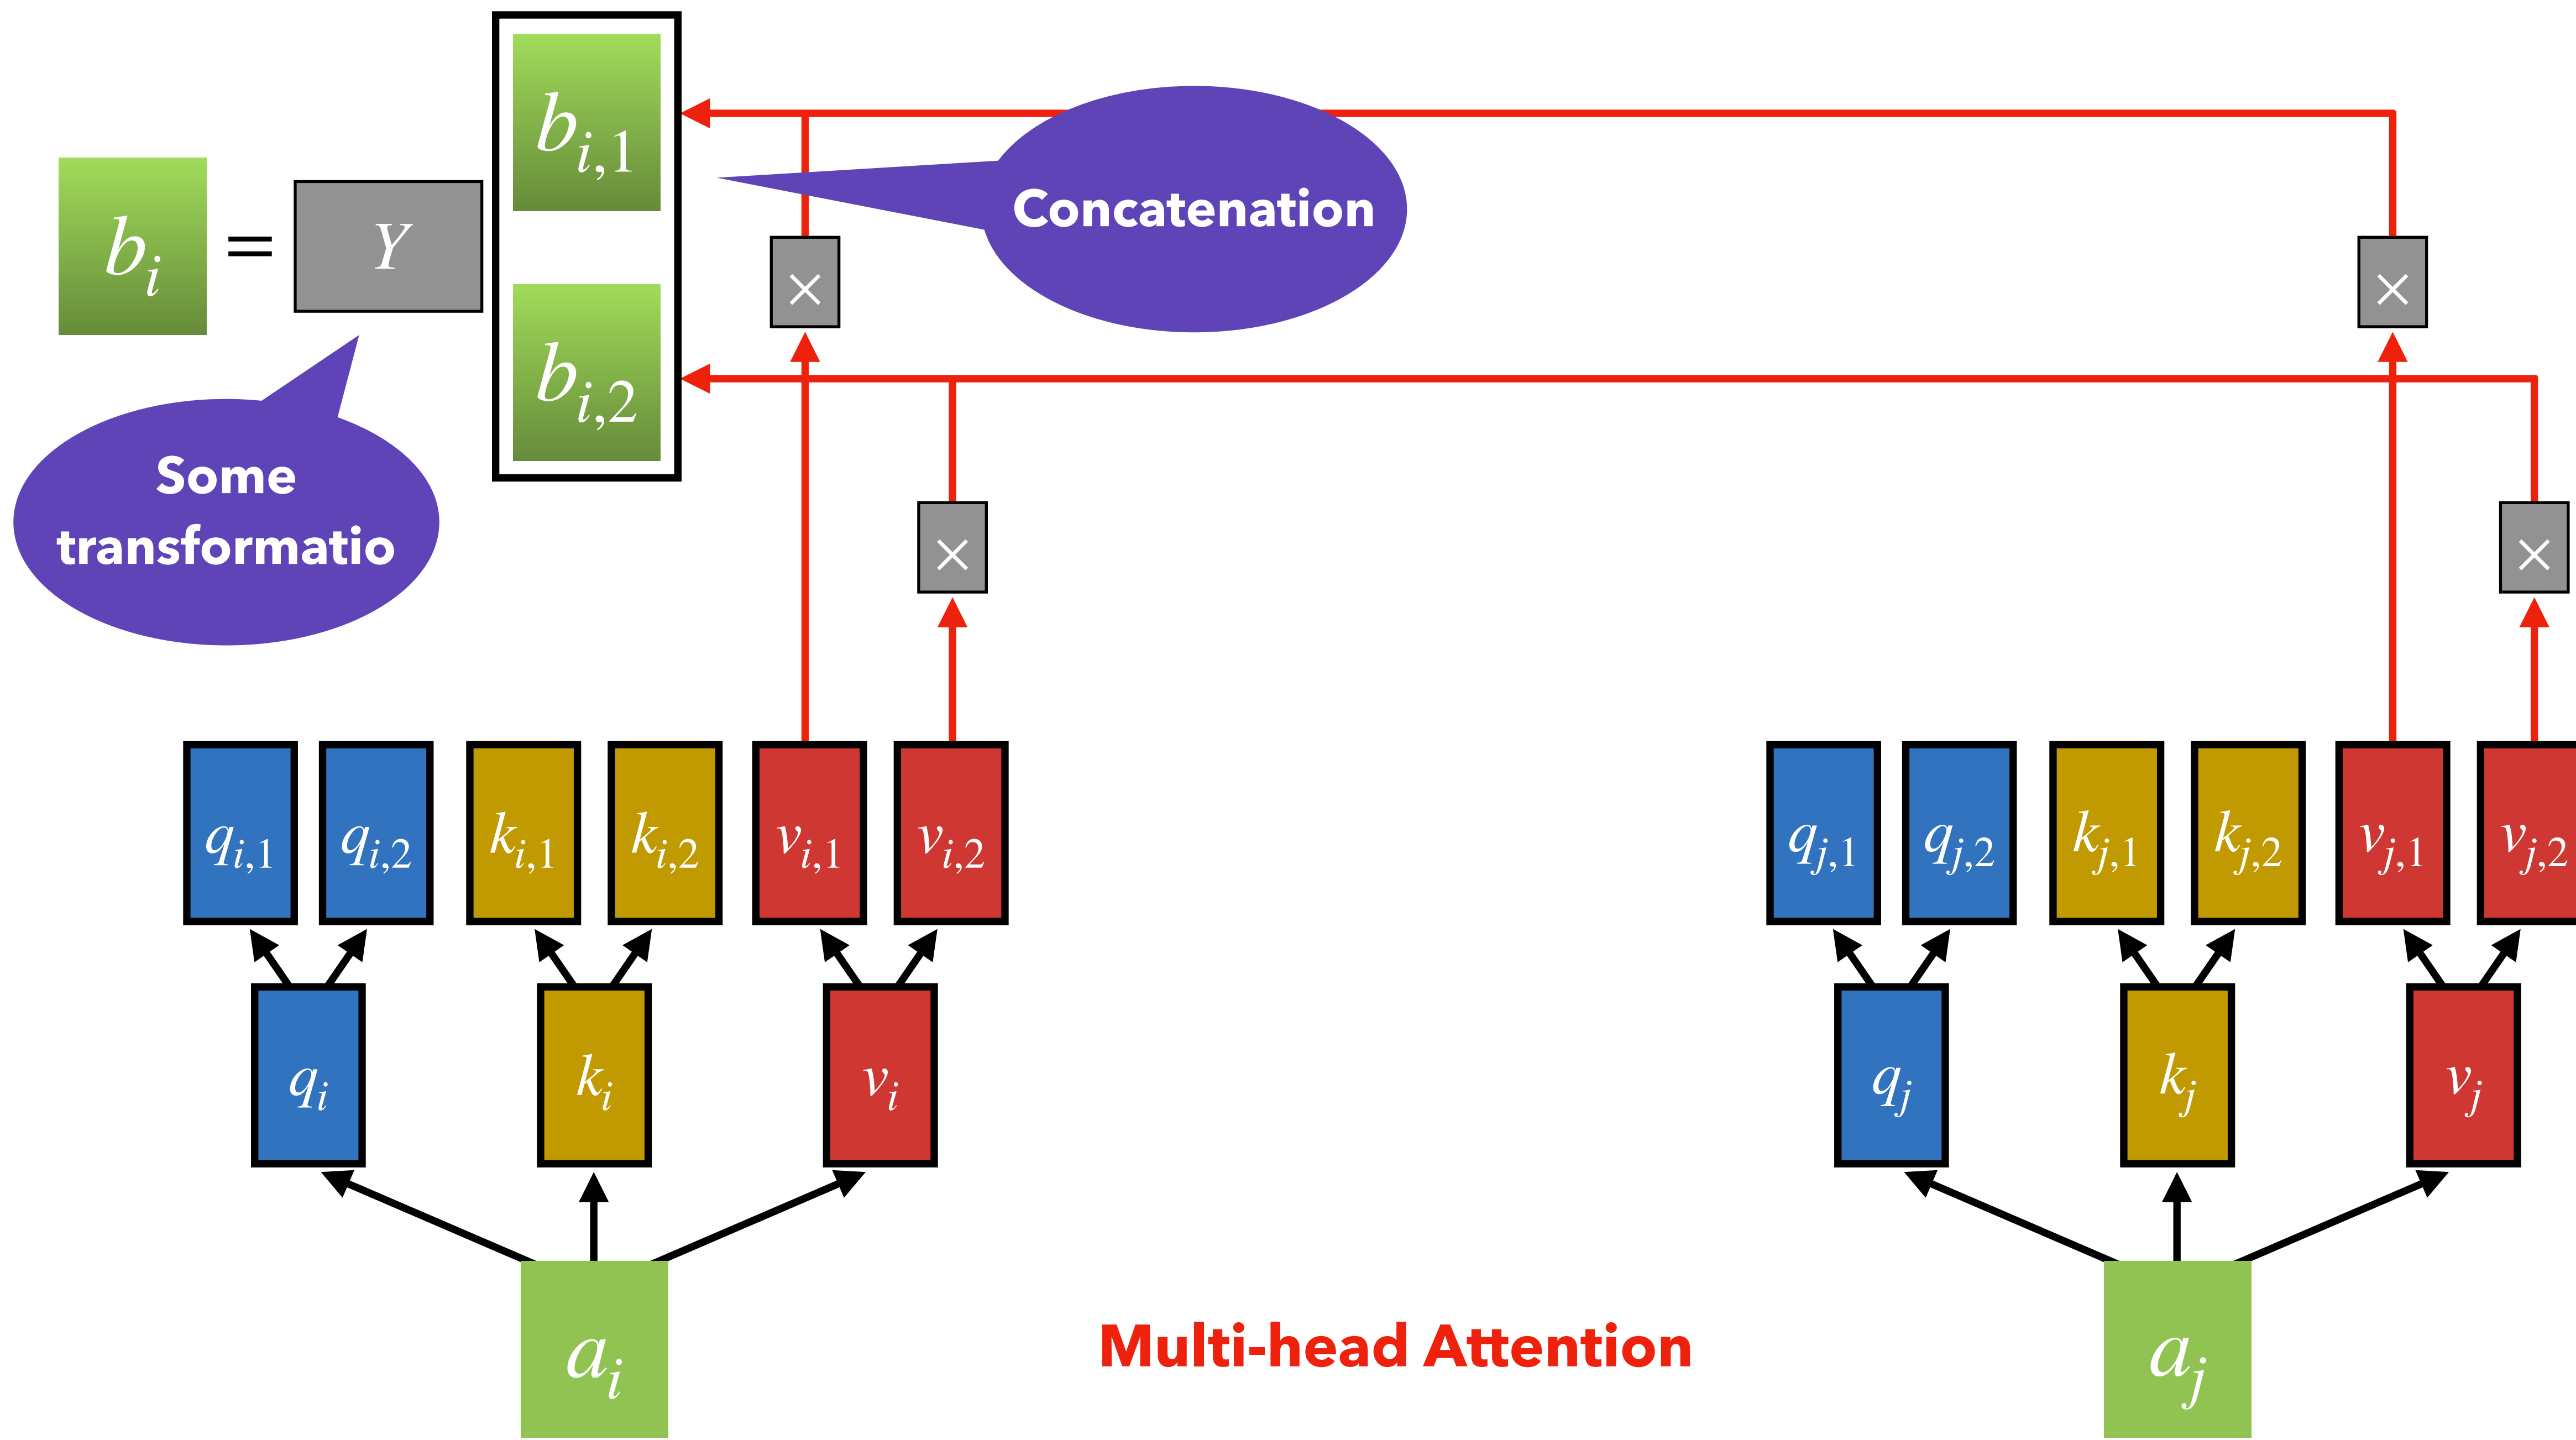 b_{i,1}
b_i = Y
Concatenation
×
×
b_{i,2}
Some
transformatio
×
×
q_{i,1} q_{i,2} k_{i,1} k_{i,2} v_{i,1} v_{i,2} q_{j,1} q_{j,2} k_{j,1} k_{j,2} v_{j,1} v_{j,2}
q_i k_i v_i q_j k_j v_j
a_i
Multi-head Attention
a_j